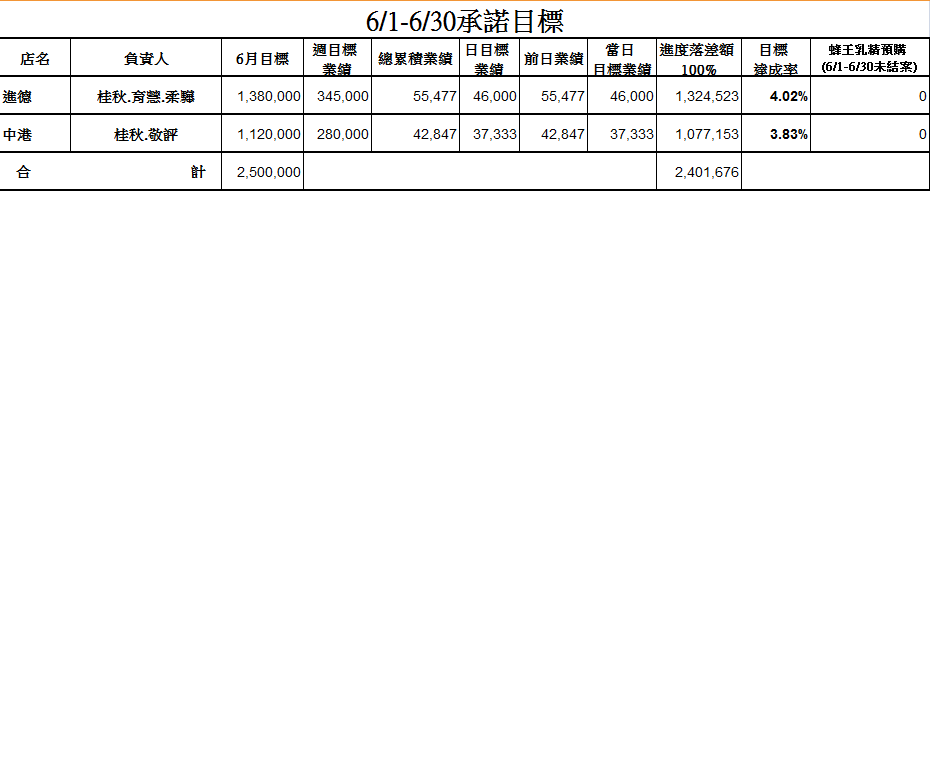 6/1-6/30承諾目標
店名 負責人 6月目標 週目標業績 總累積業績 日目標業績 前日業績 當日目標業績 進度落差額100% 目標達成率 蜂王乳精預購(6/1-6/30未結案)
進德 桂秋.育慧.柔驊 1,380,000 345,000 55,477 46,000 55,477 46,000 1,324,523 4.02% 0
中港 桂秋.敬評 1,120,000 280,000 42,847 37,333 42,847 37,333 1,077,153 3.83% 0
合計 2,500,000 2,401,676